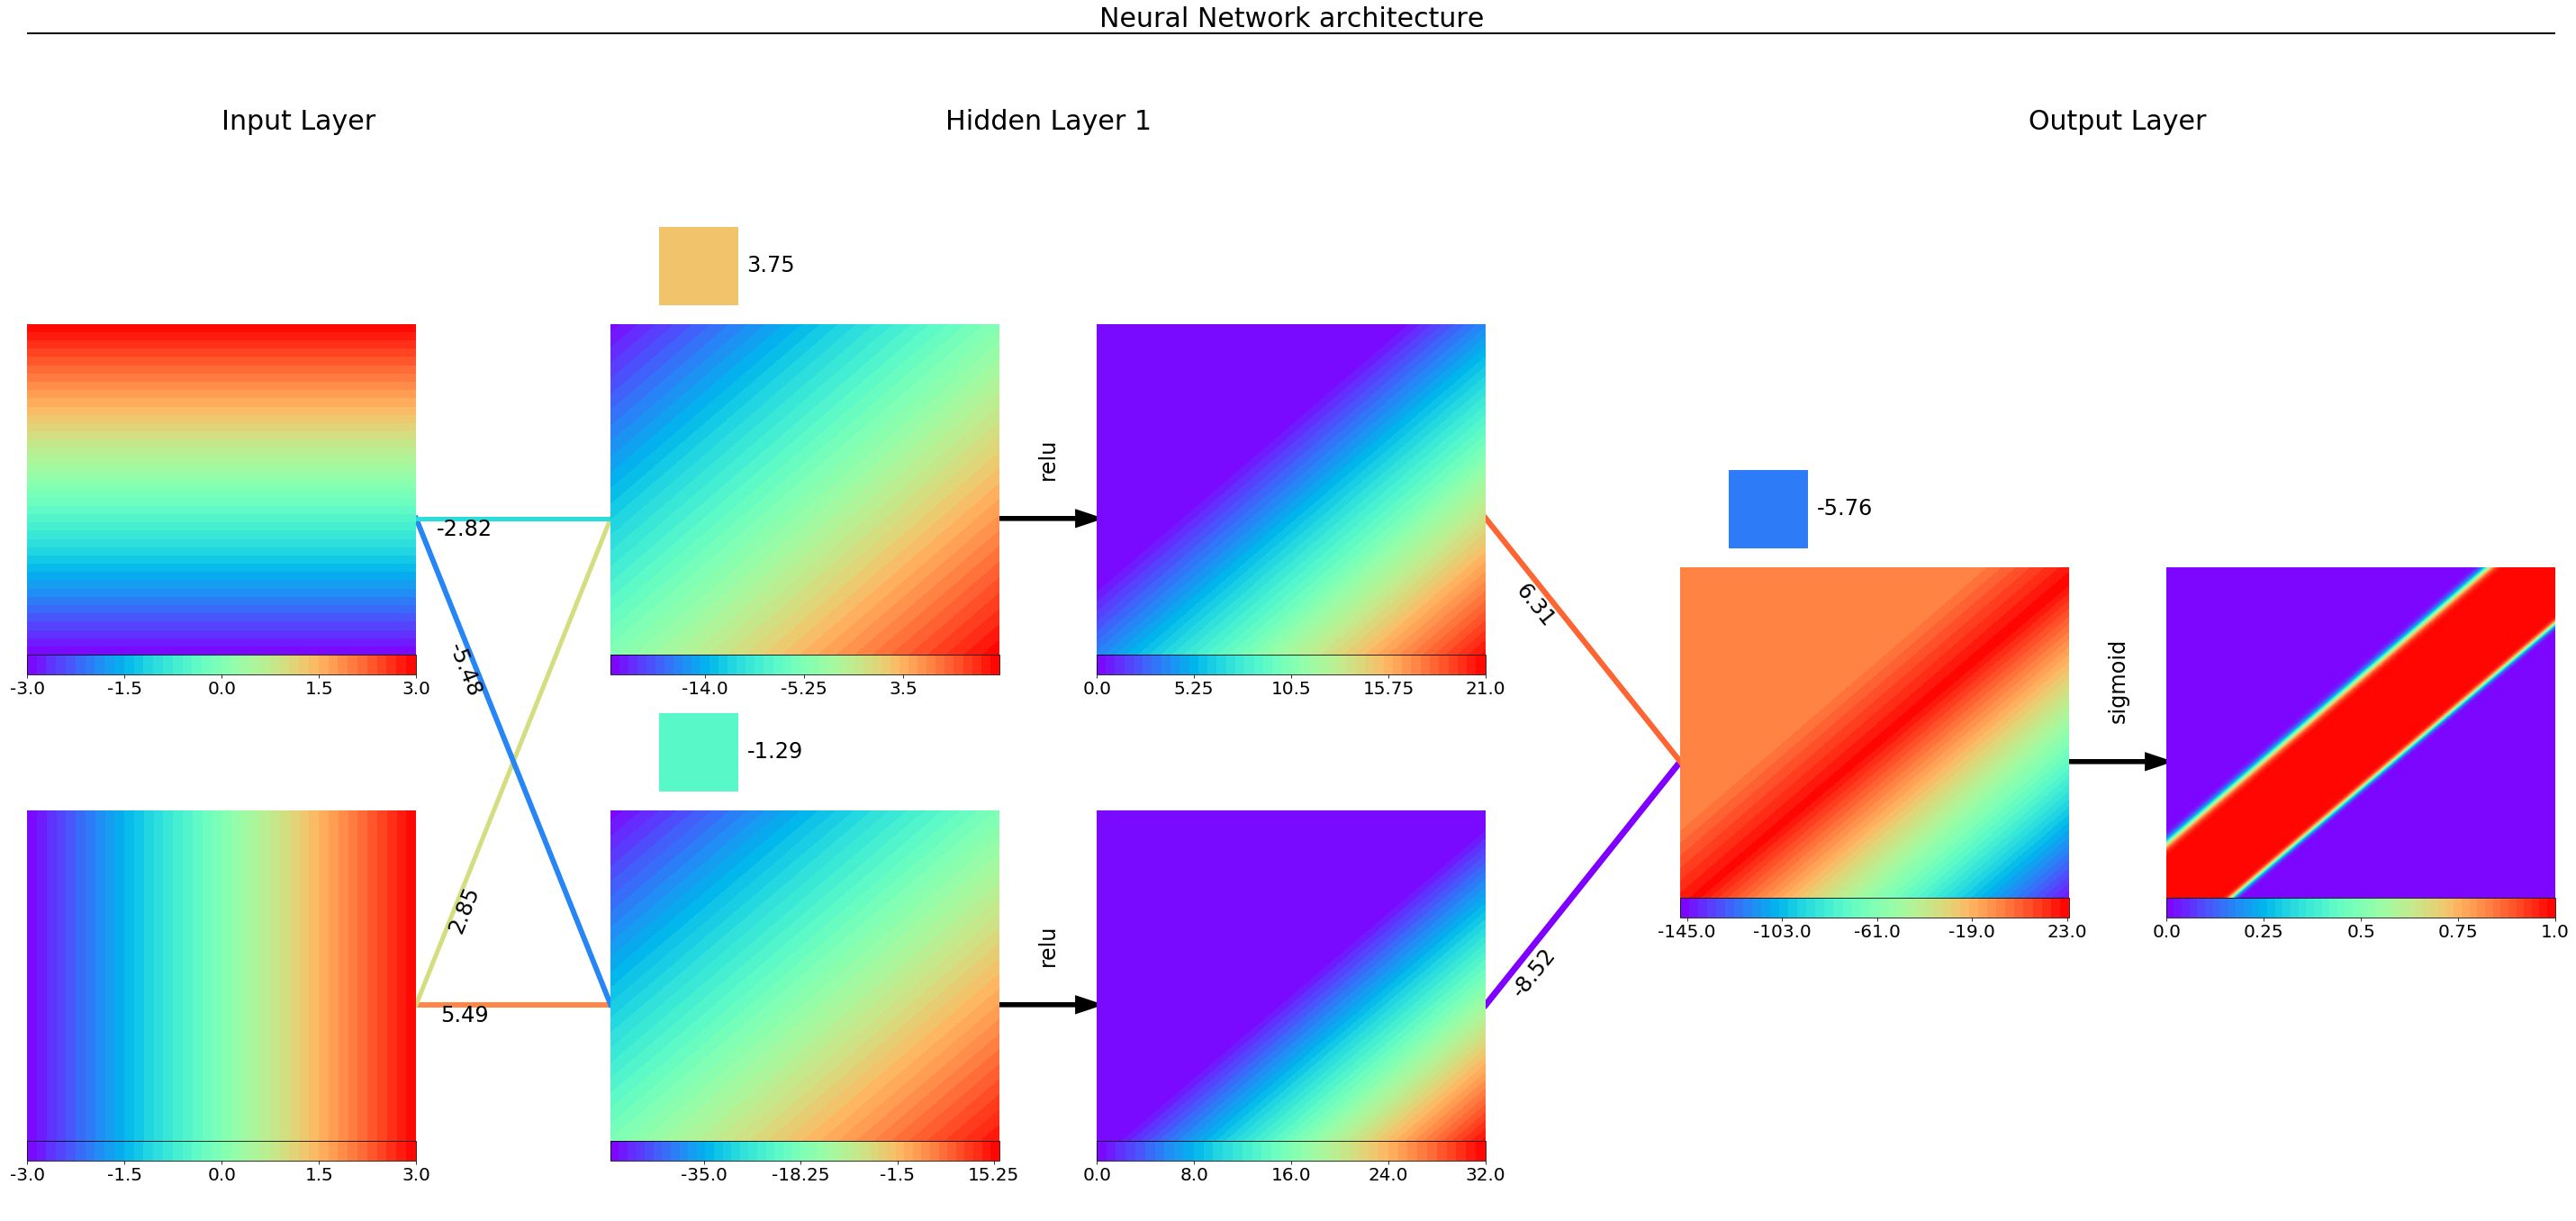 Neural Network architecture
Input Layer
Hidden Layer 1
Output Layer
3.75
relu
-5.76
-2.82
6.31
-5.48
sigmoid
-3.0 -1.5 0.0 1.5 3.0
-14.0 -5.25 3.5
0.0 5.25 10.5 15.75 21.0
-1.29
2.85
relu
-145.0 -103.0 -61.0 -19.0 23.0
0.0 0.25 0.5 0.75 1.0
-8.52
5.49
-3.0 -1.5 0.0 1.5 3.0
-35.0 -18.25 -1.5 15.25
0.0 8.0 16.0 24.0 32.0